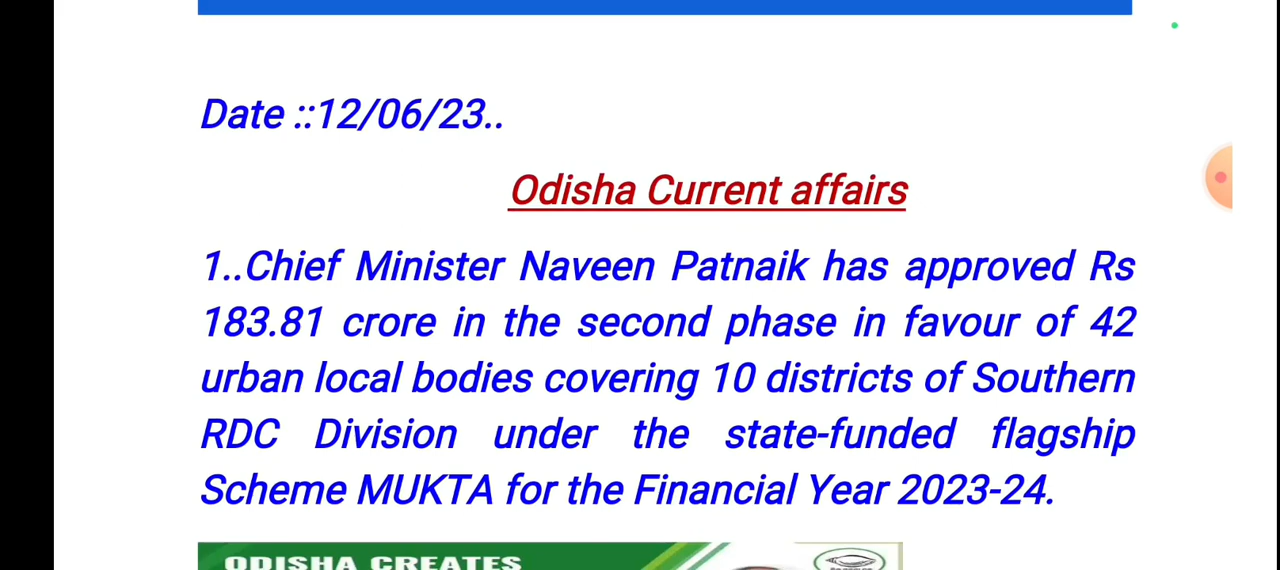 Date ::12/06/23..
Odisha Current affairs
1..Chief Minister Naveen Patnaik has approved Rs
183.81 crore in the second phase in favour of 42
urban local bodies covering 10 districts of Southern
RDC Division under the state-funded flagship
Scheme MUKTA for the Financial Year 2023-24.
ODISHA CREATES